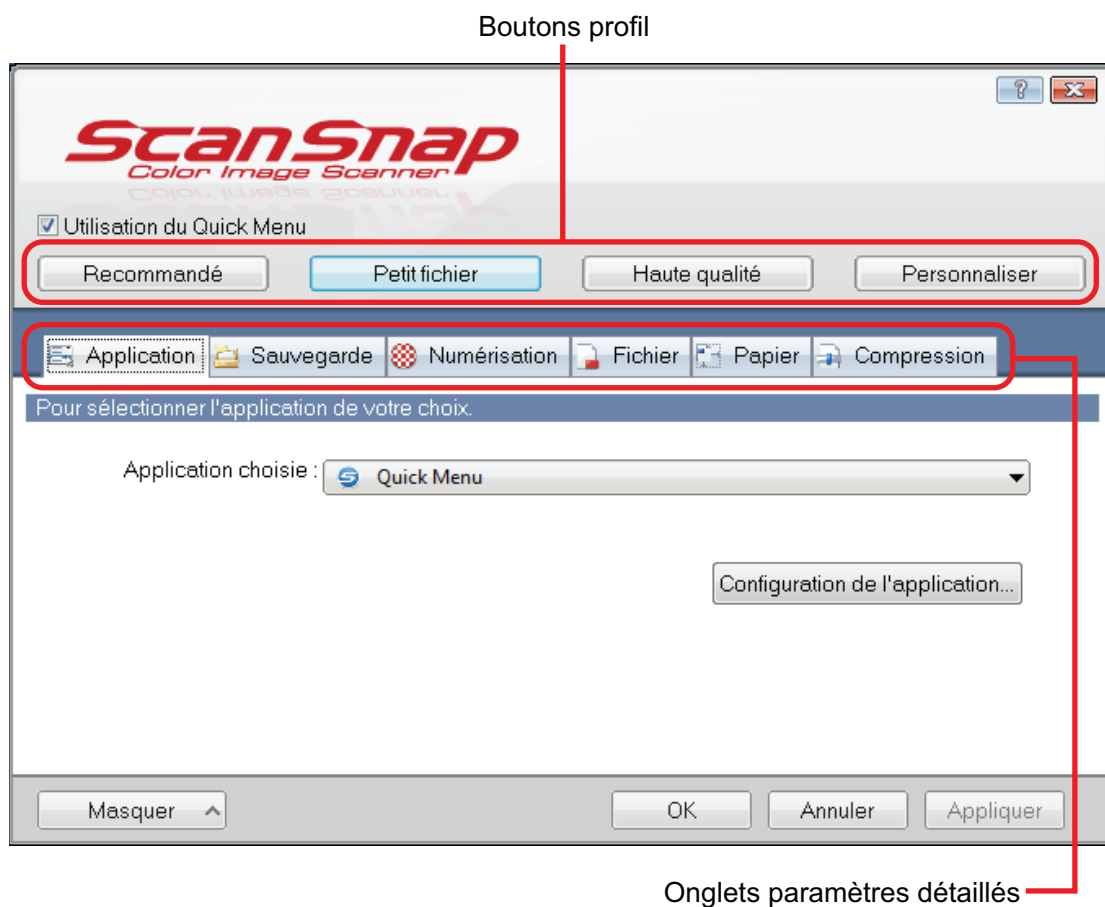 Boutons profil
?
ScanSnap
Color Image Scanner
Utilisation du Quick Menu
Recommandé Petit fichier Haute qualité Personnaliser
Application Sauvegarde Numérisation Fichier Papier Compression
Pour sélectionner l'application de votre choix.
Application choisie : Quick Menu
Configuration de l'application...
Masquer OK Annuler Appliquer
Onglets paramètres détaillés